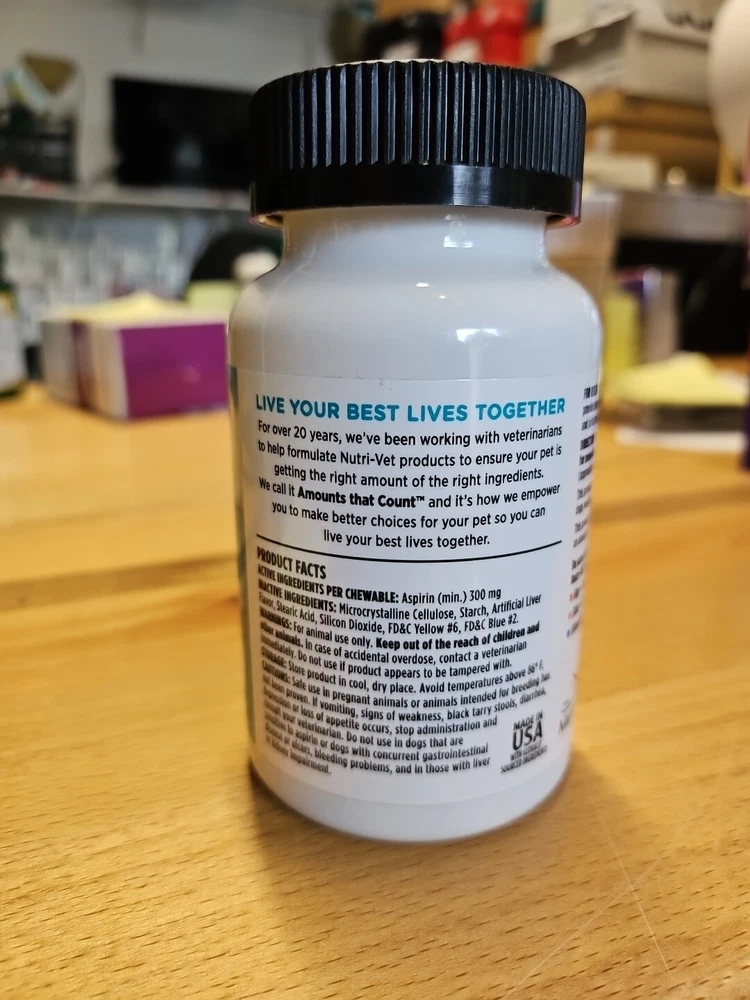 LIVE YOUR BEST LIVES TOGETHER
For over 20 years, we've been working with veterinarians
to help formulate Nutri-Vet products to ensure your pet is
getting the right amount of the right ingredients.
We call it Amounts that Count™ and it's how we empower
you to make better choices for your pet so you can
live your best lives together.
PRODUCT FACTS
ACTIVE INGREDIENTS PER CHEWABLE: Aspirin (min.) 300 mg
INACTIVE INGREDIENTS: Microcrystalline Cellulose, Starch, Artificial Liver
Flavor, Stearic Acid, Silicon Dioxide, FD&C Yellow #6, FD&C Blue #2.
WARNINGS: For animal use only. Keep out of the reach of children and
other animals. In case of accidental overdose, contact a veterinarian
immediately. Do not use if product appears to be tampered with.
STORAGE: Store product in cool, dry place. Avoid temperatures above 86° F.
CAUTIONS: Safe use in pregnant animals or animals intended for breeding has
not been proven. If vomiting, signs of weakness, black tarry stools, diarrhea,
or loss of appetite occurs, stop administration and
your veterinarian. Do not use in dogs that are
to aspirin or dogs with concurrent gastrointestinal
or ulcers, bleeding problems, and in those with liver
impairment.
MADE IN
USA
WITH GLOBALLY
SOURCED INGREDIENTS